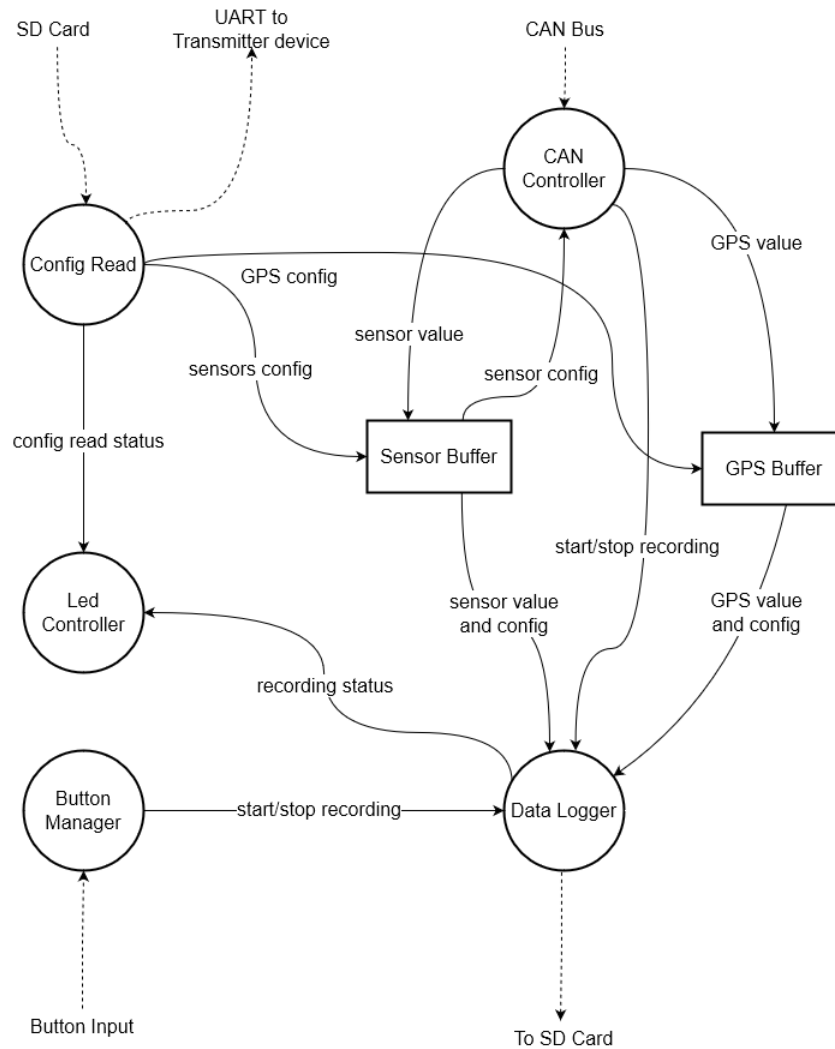 SD Card
UART to
Transmitter device
CAN Bus
CAN
Controller
GPS value
Config Read
GPS config
sensor value
sensors config
sensor config
config read status
Sensor Buffer
GPS Buffer
start/stop recording
Led
Controller
sensor value
and config
GPS value
and config
recording status
Button
Manager
start/stop recording
Data Logger
Button Input
To SD Card